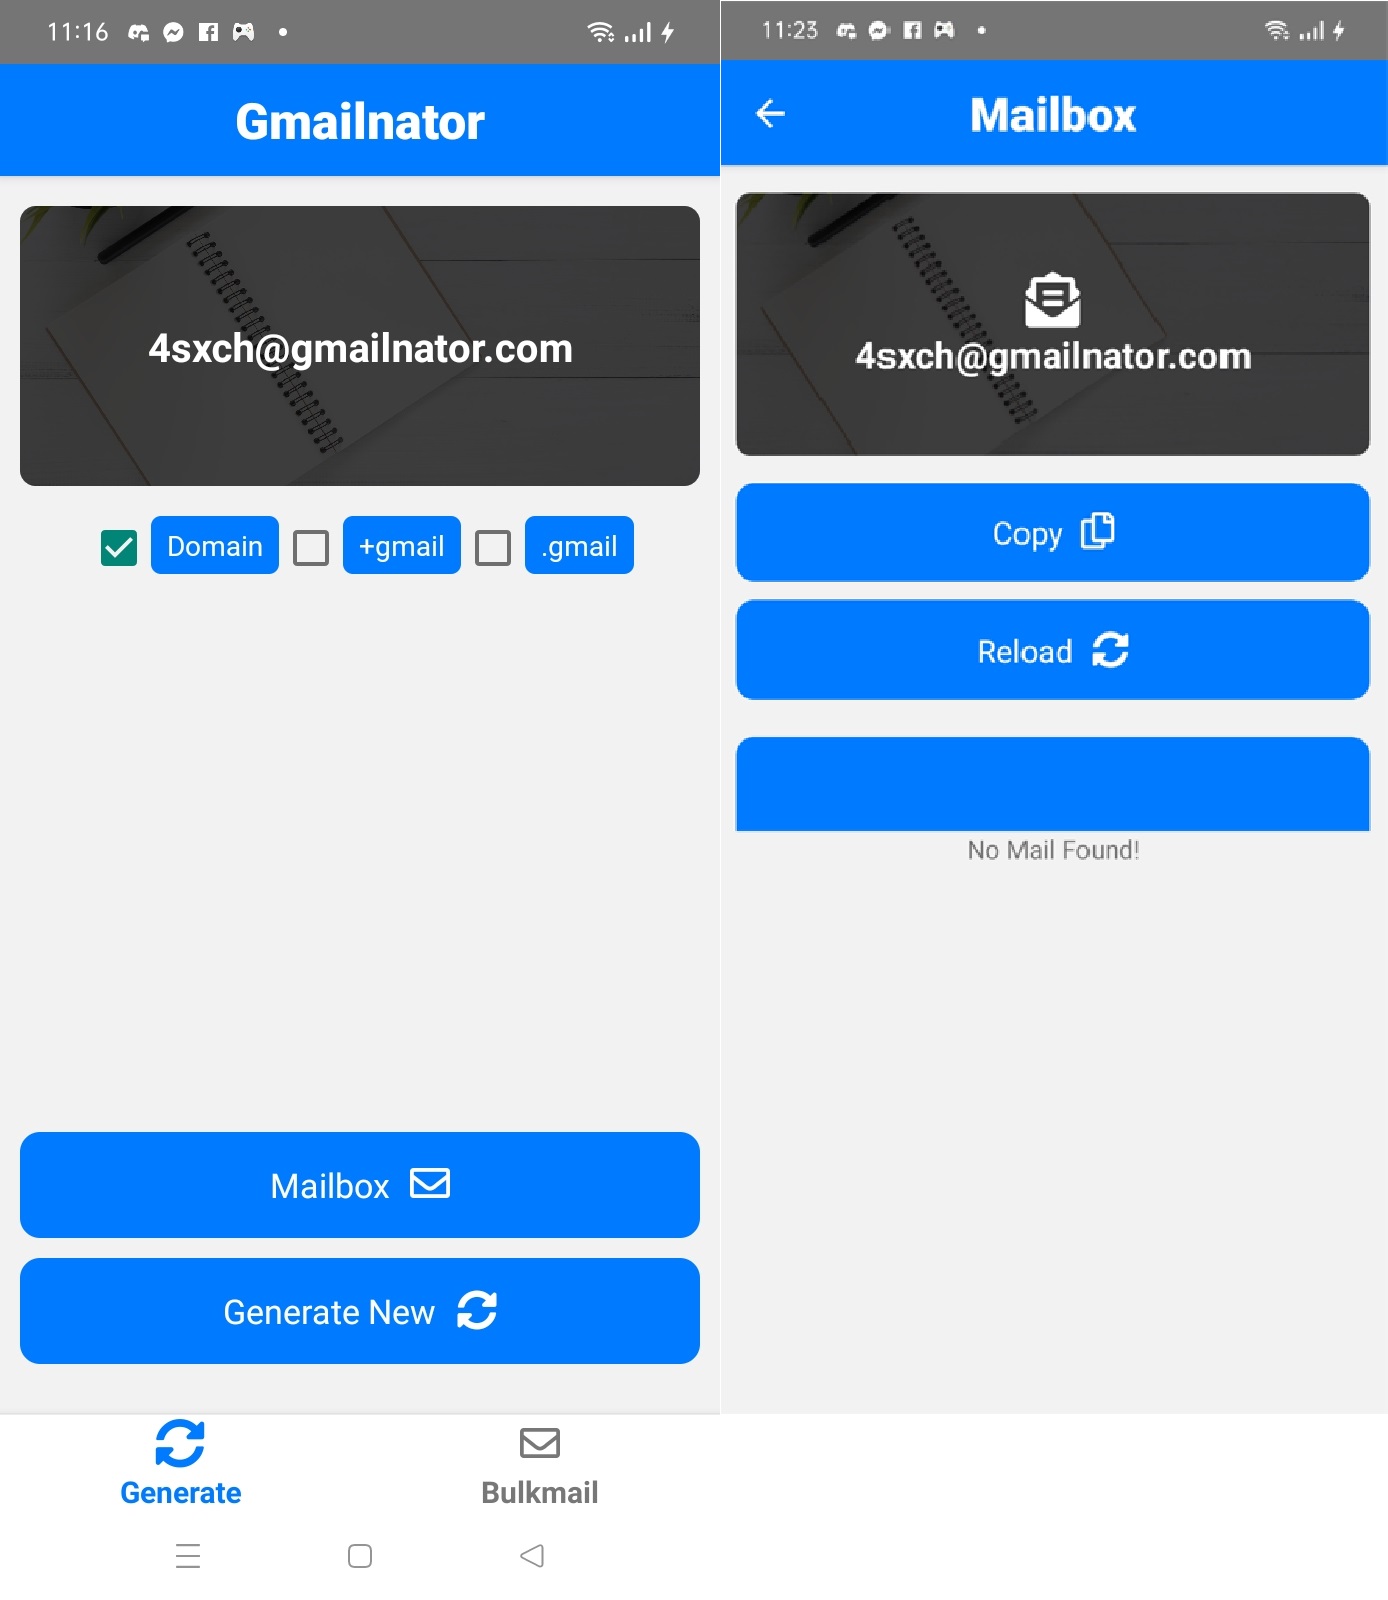 11:16
Gmailnator
4sxch@gmailnator.com
Domain
+gmail
.gmail
Mailbox
Generate New
Generate
Bulkmail
11:23
Mailbox
4sxch@gmailnator.com
Copy
Reload
No Mail Found!